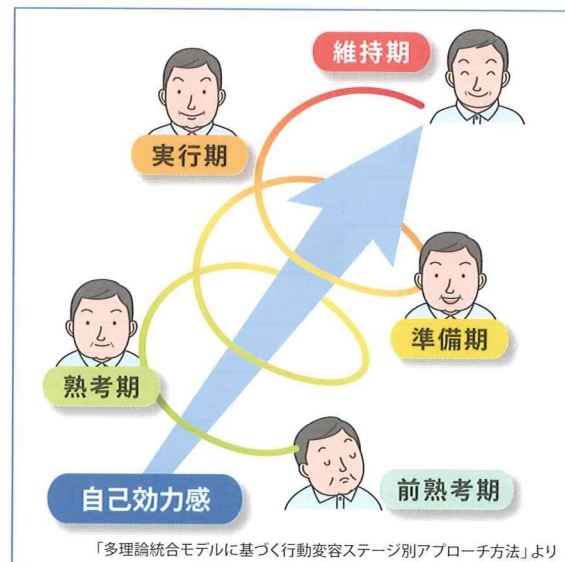 維持期
実行期
準備期
熟考期
前熟考期
自己効力感
「多理論統合モデルに基づく行動変容ステージ別アプローチ方法」より